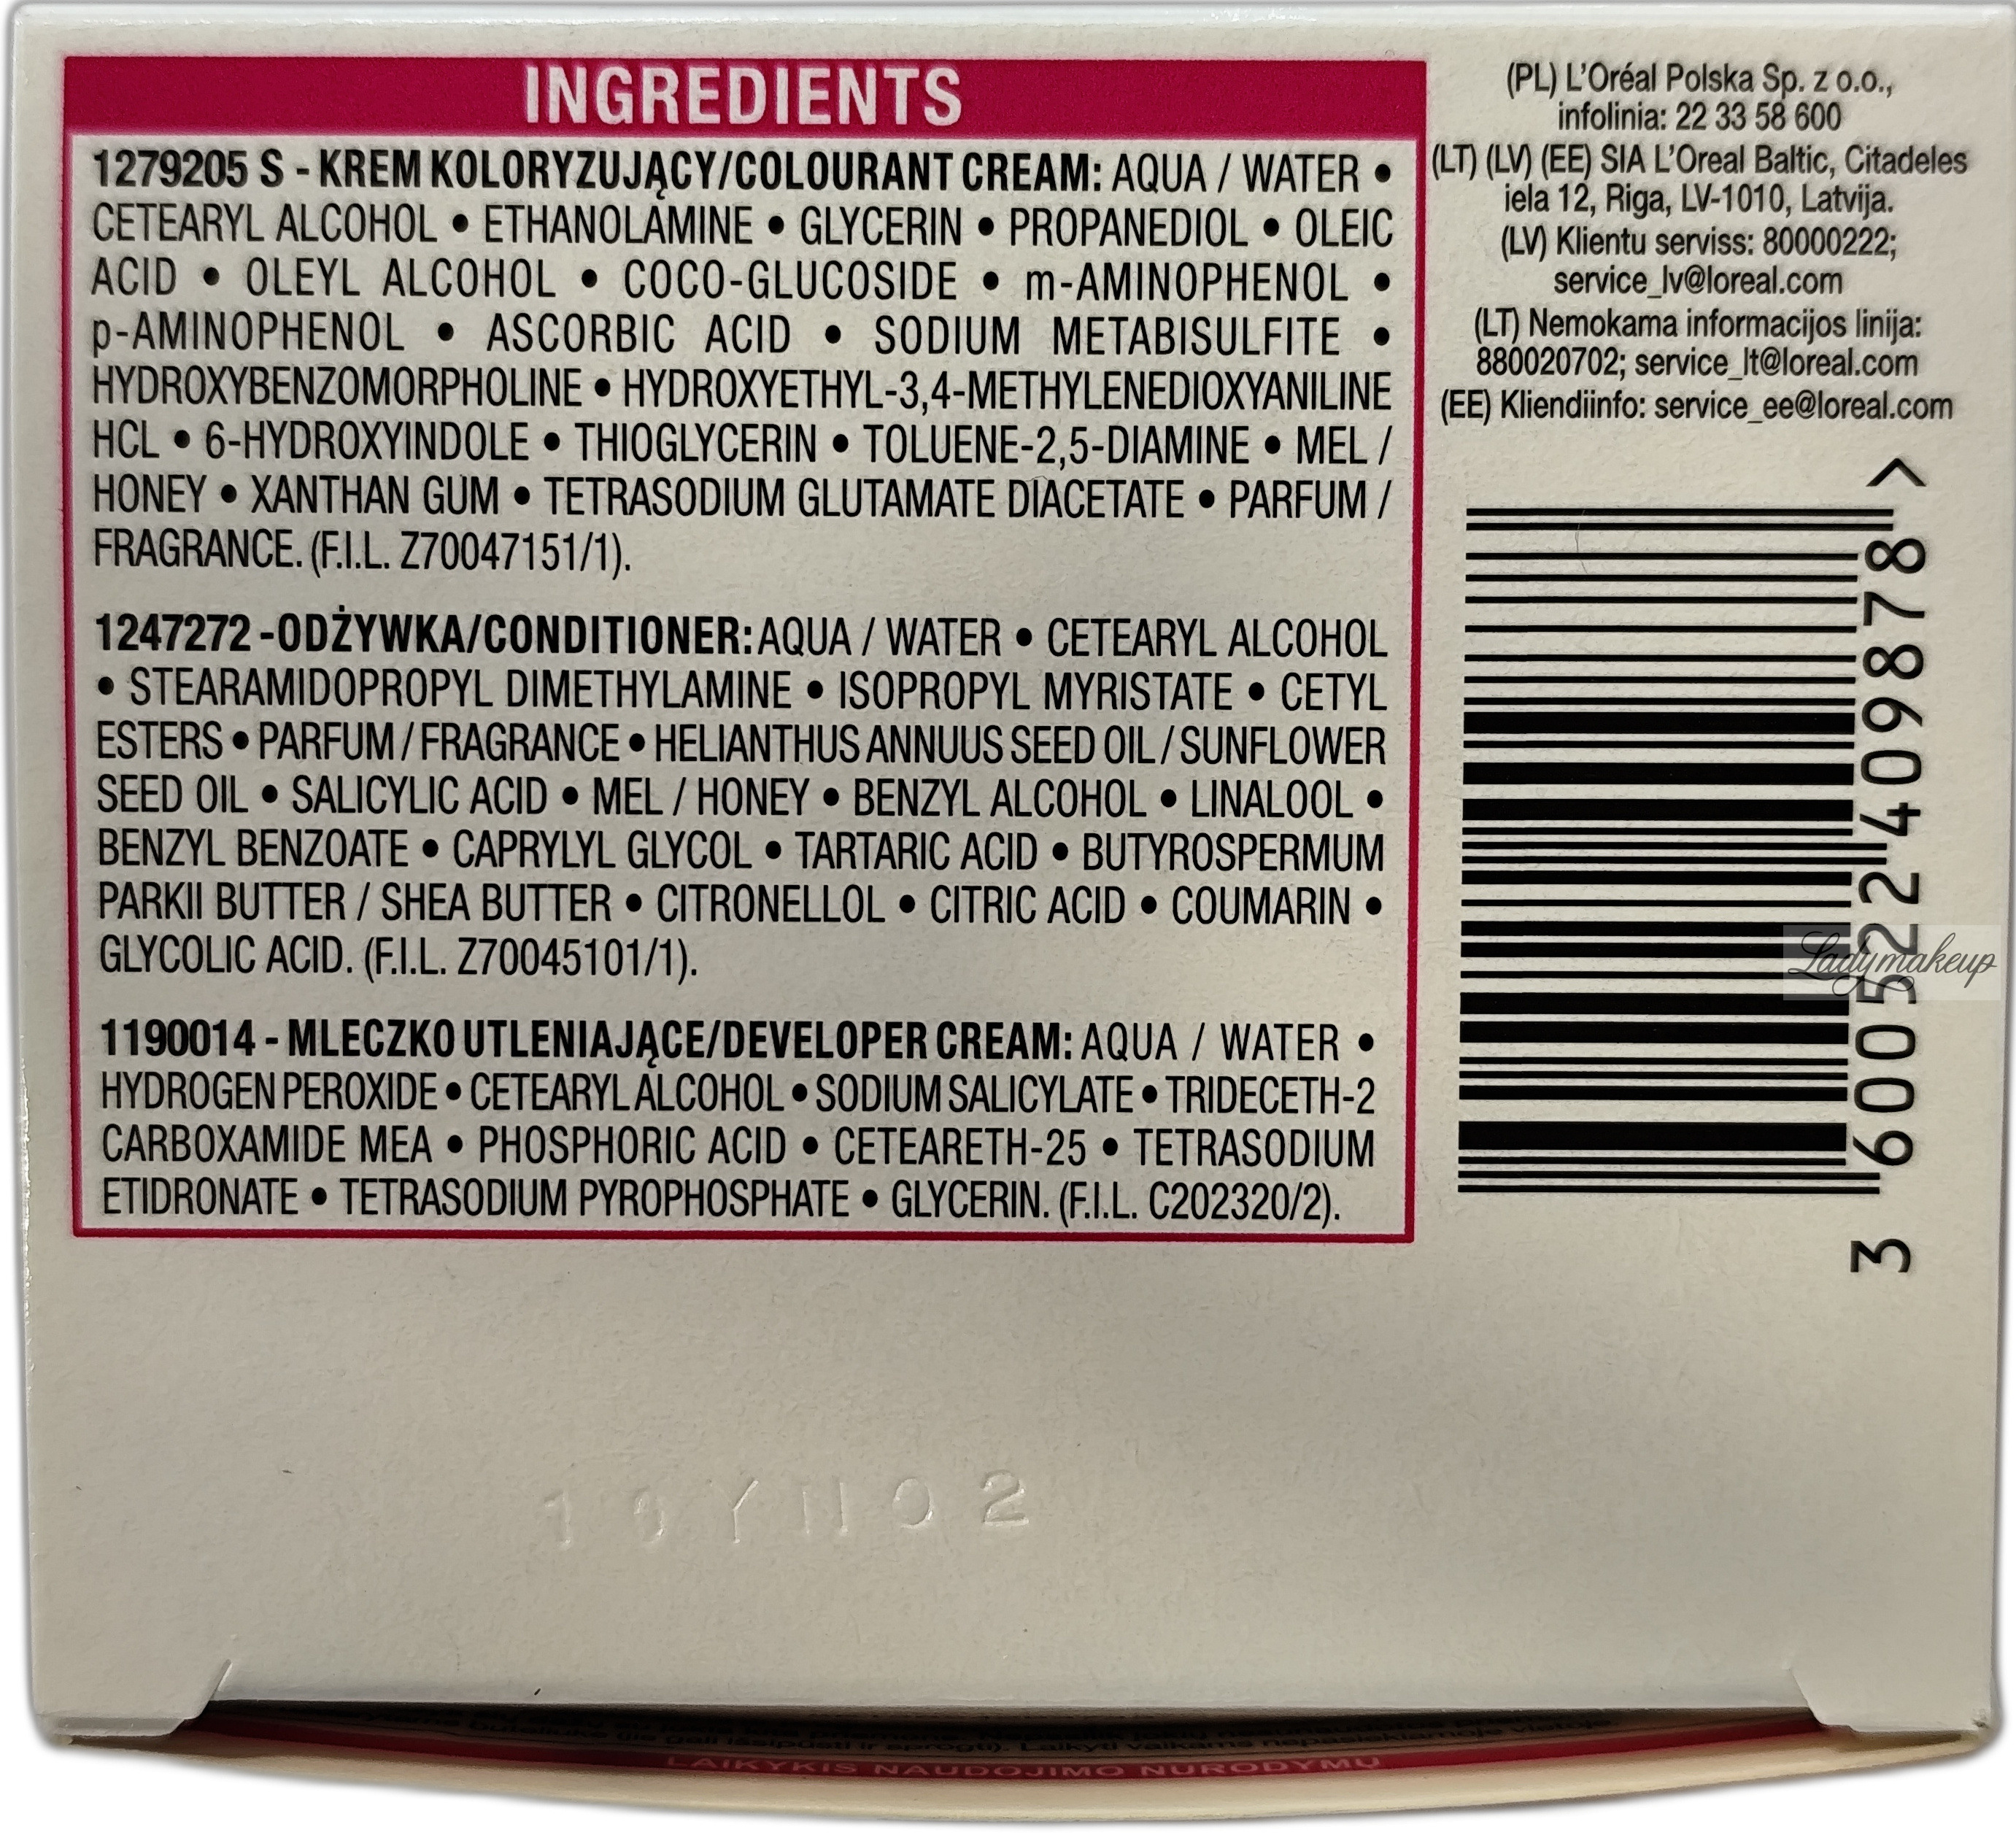 INGREDIENTS
1279205 S - KREM KOLORYZUJĄCY/COLOURANT CREAM: AQUA / WATER •
CETEARYL ALCOHOL • ETHANOLAMINE • GLYCERIN • PROPANEDIOL • OLEIC
ACID • OLEYL ALCOHOL • COCO-GLUCOSIDE • m-AMINOPHENOL •
p-AMINOPHENOL • ASCORBIC ACID • SODIUM METABISULFITE •
HYDROXYBENZOMORPHOLINE • HYDROXYETHYL-3,4-METHYLENEDIOXYANILINE
HCL • 6-HYDROXYINDOLE • THIOGLYCERIN • TOLUENE-2,5-DIAMINE • MEL /
HONEY • XANTHAN GUM • TETRASODIUM GLUTAMATE DIACETATE • PARFUM /
FRAGRANCE. (F.I.L. Z70047151/1).
1247272 -ODŻYWKA/CONDITIONER: AQUA / WATER • CETEARYL ALCOHOL
• STEARAMIDOPROPYL DIMETHYLAMINE • ISOPROPYL MYRISTATE • CETYL
ESTERS • PARFUM / FRAGRANCE • HELIANTHUS ANNUUS SEED OIL / SUNFLOWER
SEED OIL • SALICYLIC ACID • MEL / HONEY • BENZYL ALCOHOL • LINALOOL •
BENZYL BENZOATE • CAPRYLYL GLYCOL • TARTARIC ACID • BUTYROSPERMUM
PARKII BUTTER / SHEA BUTTER • CITRONELLOL • CITRIC ACID • COUMARIN •
GLYCOLIC ACID. (F.I.L. Z70045101/1).
1190014 - MLECZKO UTLENIAJĄCE/DEVELOPER CREAM: AQUA / WATER •
HYDROGEN PEROXIDE • CETEARYL ALCOHOL • SODIUM SALICYLATE • TRIDECETH-2
CARBOXAMIDE MEA • PHOSPHORIC ACID • CETEARETH-25 • TETRASODIUM
ETIDRONATE • TETRASODIUM PYROPHOSPHATE • GLYCERIN. (F.I.L. C202320/2).
(PL) L'Oréal Polska Sp. z o.o.,
infolinia: 22 33 58 600
(LT) (LV) (EE) SIA L'Oreal Baltic, Citadeles
iela 12, Riga, LV-1010, Latvija.
(LV) Klientu serviss: 80000222;
service_lv@loreal.com
(LT) Nemokama informacijos linija:
880020702; service_lt@loreal.com
(EE) Kliendiinfo: service_ee@loreal.com
3 600522 409878 >
Ladymakeup
LAIKYKIS NAUDOJIMO NURODYMŲ